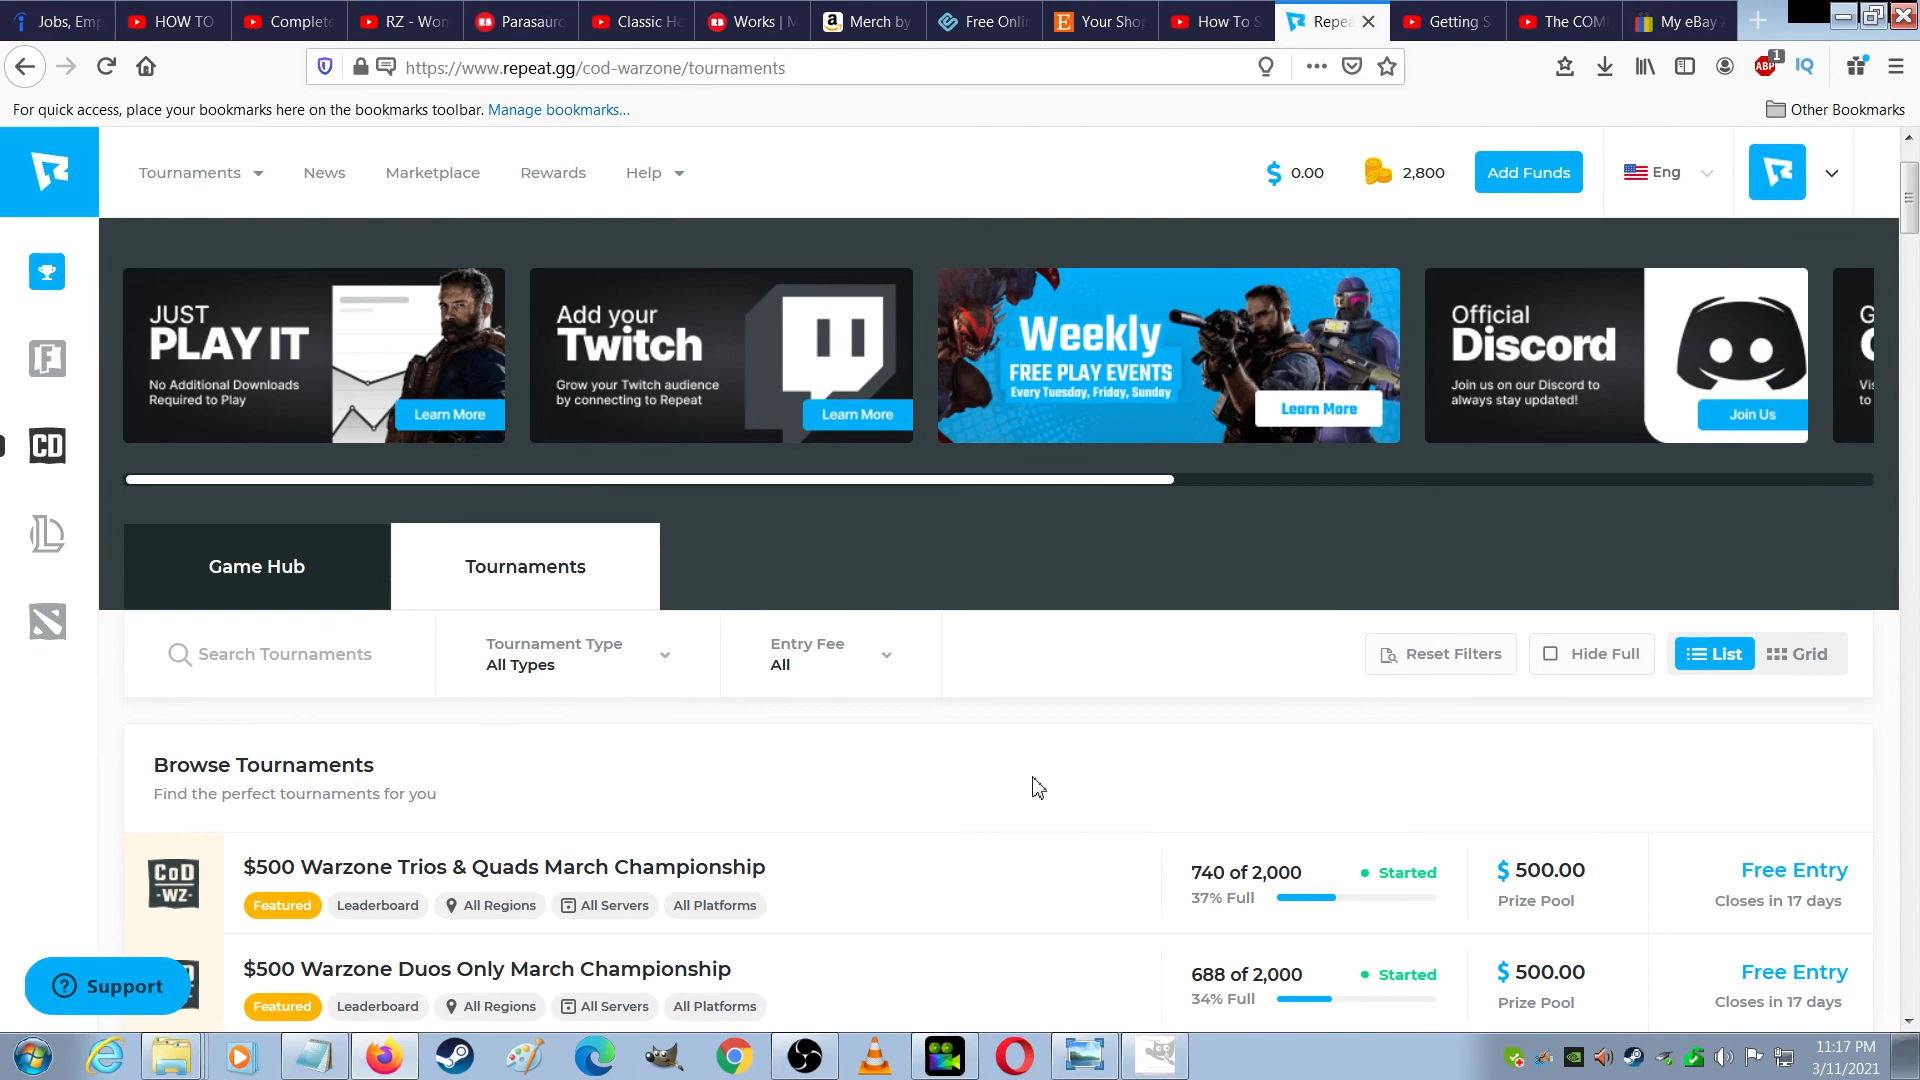 Jobs, Emp
HOW TO
Complete
RZ - Won
Parasauro
Classic He
Works | M
Merch by
Free Onlin
Your Shop
How To S
Repea
Getting S
The COM
My eBay
https://www.repeat.gg/cod-warzone/tournaments
ABP 1
IQ
For quick access, place your bookmarks here on the bookmarks toolbar. Manage bookmarks...
Other Bookmarks
Tournaments
News
Marketplace
Rewards
Help
$ 0.00
2,800
Add Funds
Eng
JUST
PLAY IT
No Additional Downloads
Required to Play
Learn More
Add your
Twitch
Grow your Twitch audience
by connecting to Repeat
Learn More
Weekly
FREE PLAY EVENTS
Every Tuesday, Friday, Sunday
Learn More
Official
Discord
Join us on our Discord to
always stay updated!
Join Us
CD
Game Hub
Tournaments
Search Tournaments
Tournament Type
All Types
Entry Fee
All
Reset Filters
Hide Full
List
Grid
Browse Tournaments
Find the perfect tournaments for you
CoD
-WZ-
$500 Warzone Trios & Quads March Championship
Featured
Leaderboard
All Regions
All Servers
All Platforms
740 of 2,000
Started
37% Full
$ 500.00
Prize Pool
Free Entry
Closes in 17 days
$500 Warzone Duos Only March Championship
Featured
Leaderboard
All Regions
All Servers
All Platforms
688 of 2,000
Started
34% Full
$ 500.00
Prize Pool
Free Entry
Closes in 17 days
Support
11:17 PM
3/11/2021